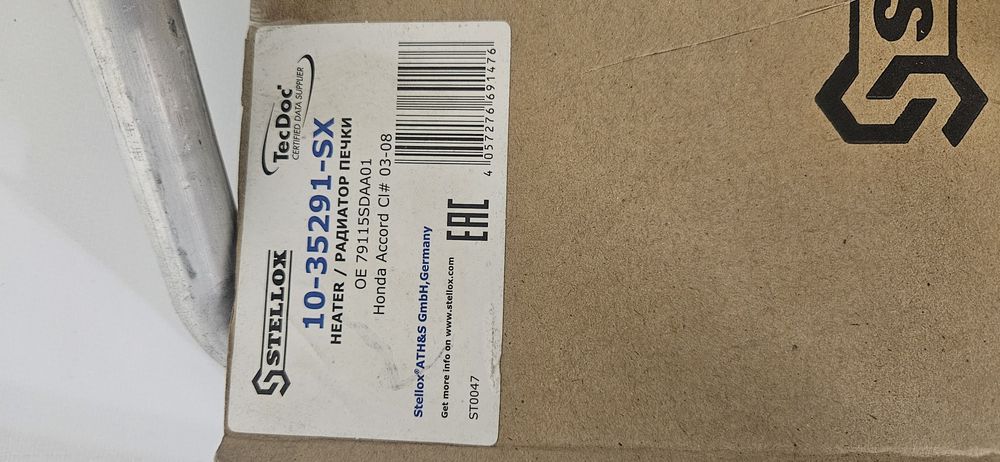 STELLOX
TecDoc
CERTIFIED DATA SUPPLIER
10-35291-SX
HEATER / РАДИАТОР ПЕЧКИ
OE 79115SDAA01
Honda Accord Cl# 03-08
4 057276 691476
EAC
Stellox®ATH&S GmbH,Germany
Get more info on www.stellox.com
ST0047
S